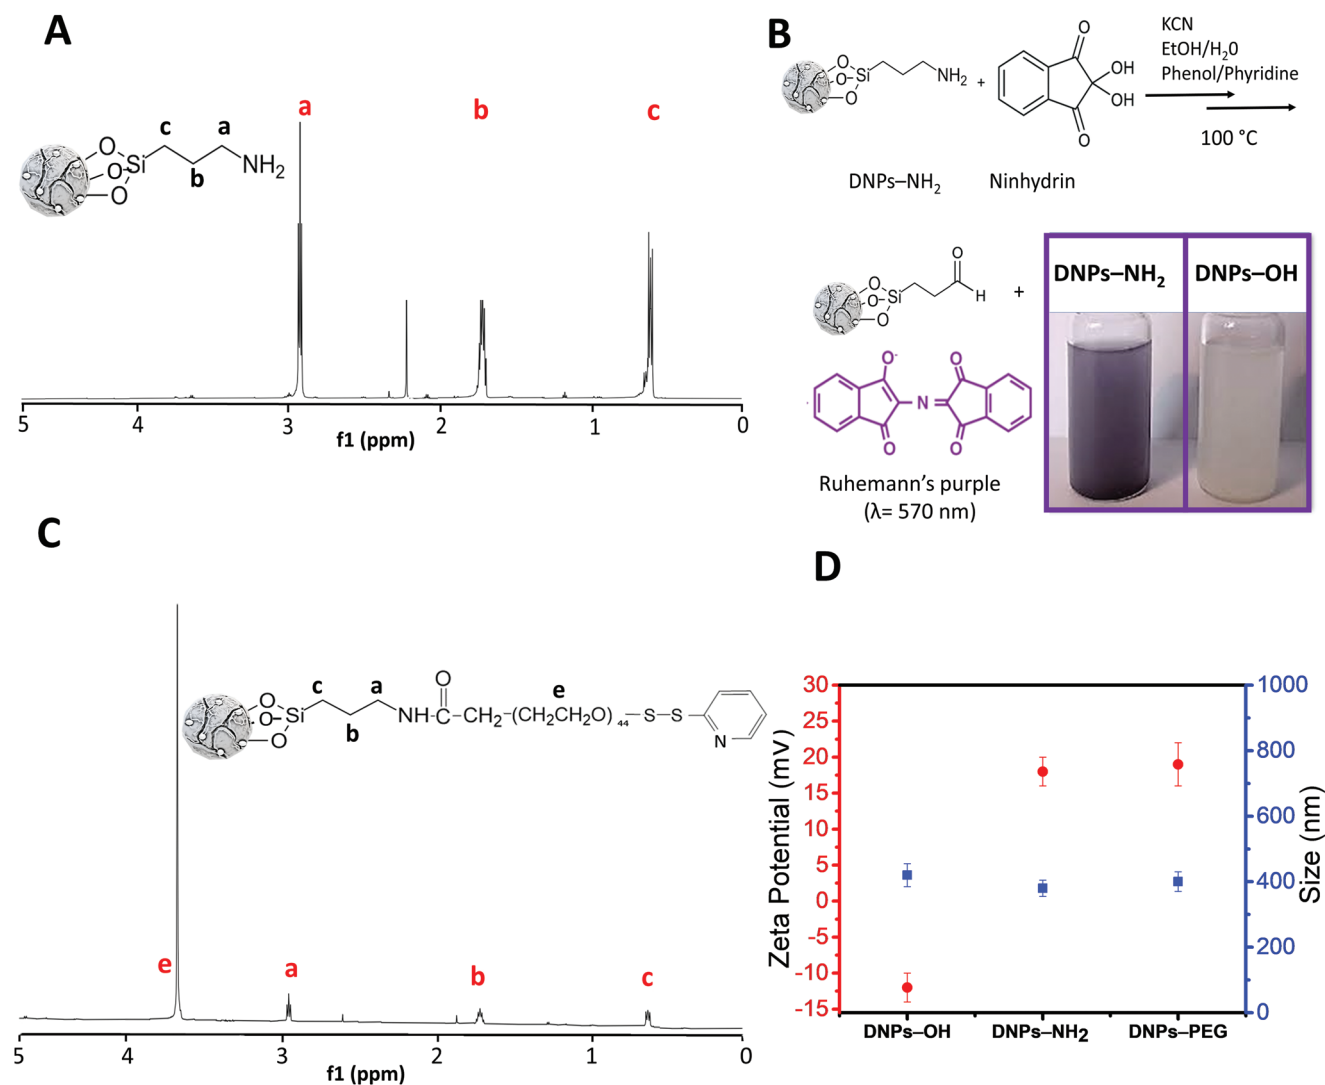 A
a
b
c
c
a
b
O
O
O
Si
NH2
5
4
3
2
1
0
f1 (ppm)
B
O
O
O
Si
NH2
+
O
O
OH
OH
KCN
EtOH/H20
Phenol/Phyridine
100 °C
DNPs–NH2
Ninhydrin
O
O
O
Si
O
H
+
DNPs–NH2
DNPs–OH
O-
O
N
O
O
Ruhemann's purple
(λ= 570 nm)
C
O
O
O
Si
c
a
b
e
O
NH-C-CH2-(CH2CH2O)44-S-S
N
e
a
b
c
5
4
3
2
1
0
f1 (ppm)
D
Zeta Potential (mV)
30
25
20
15
10
5
0
-5
-10
-15
Size (nm)
1000
800
600
400
200
0
DNPs–OH
DNPs–NH2
DNPs–PEG